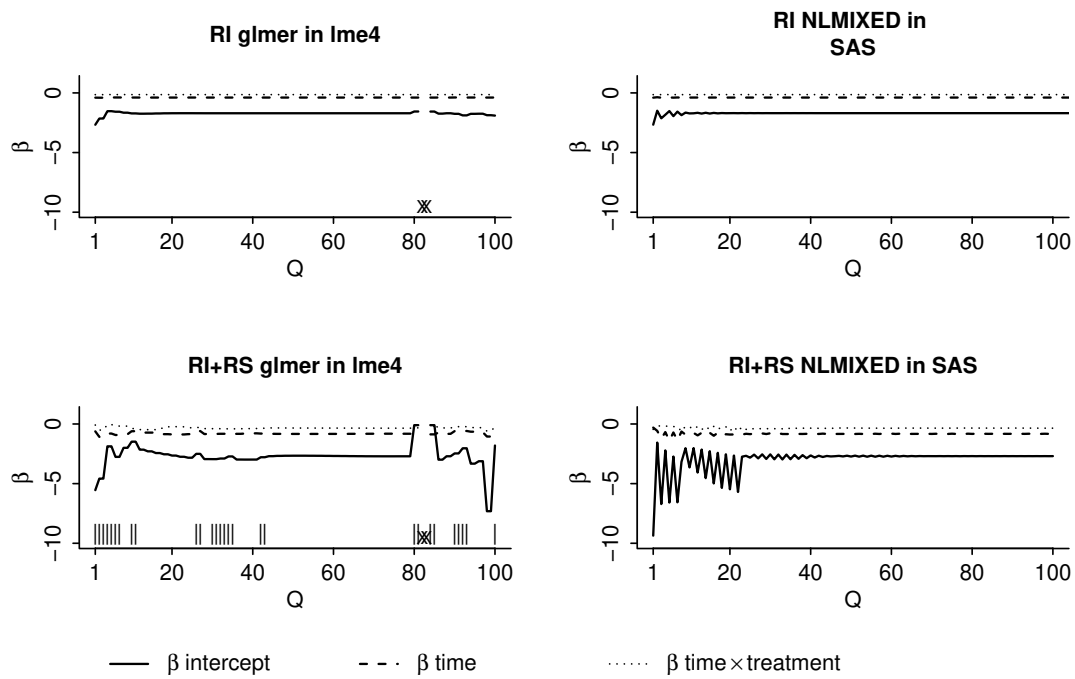 RI glmer in lme4
RI NLMIXED in
SAS
0
−5
−10
β
1
20
40
60
80
100
Q
0
−5
−10
β
1
20
40
60
80
100
Q
RI+RS glmer in lme4
RI+RS NLMIXED in SAS
0
−5
−10
β
1
20
40
60
80
100
Q
0
−5
−10
β
1
20
40
60
80
100
Q
β intercept
β time
β time × treatment